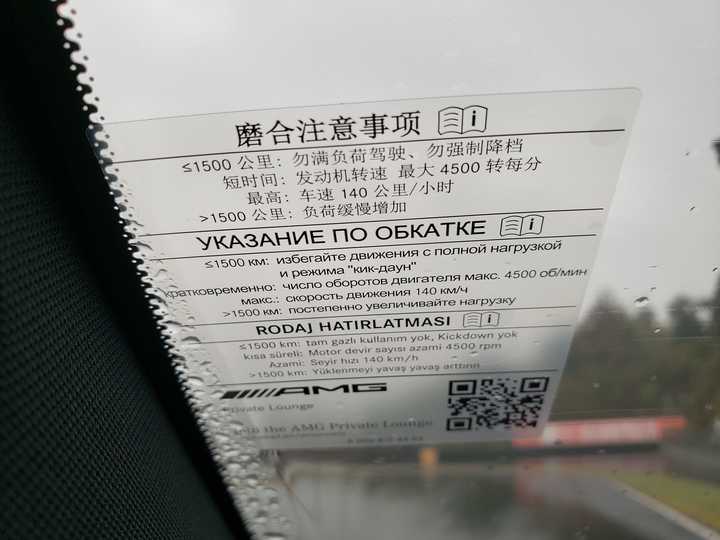 磨合注意事项
≤1500 公里: 勿满负荷驾驶、勿强制降档
短时间: 发动机转速 最大 4500 转每分
最高: 车速 140 公里/小时
>1500 公里: 负荷缓慢增加
УКАЗАНИЕ ПО ОБКАТКЕ
≤1500 км: избегайте движения с полной нагрузкой
и режима "кик-даун"
кратковременно: число оборотов двигателя макс. 4500 об/мин
макс.: скорость движения 140 км/ч
>1500 км: постепенно увеличивайте нагрузку
RODAJ HATIRLATMASI
≤1500 km: tam gazlı kullanım yok, Kickdown yok
kısa süreli: Motor devir sayısı azami 4500 rpm
Azami: Seyir hızı 140 km/h
>1500 km: Yüklenmeyi yavaş yavaş arttırın
AMG
Private Lounge
the AMG Private Lounge